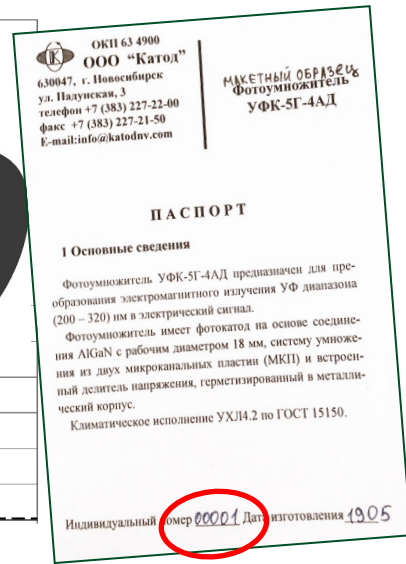 ОКП 63 4900
ООО “Катод”
630047, г. Новосибирск
ул. Падунская, 3
телефон +7 (383) 227-22-00
факс +7 (383) 227-21-50
E-mail:info@katodnv.com
МАКЕТНЫЙ ОБРАЗЕЦ
Фотоумножитель
УФК-5Г-4АД
ПАСПОРТ
1 Основные сведения
Фотоумножитель УФК-5Г-4АД предназначен для пре-
образования электромагнитного излучения УФ диапазона
(200 – 320) нм в электрический сигнал.
Фотоумножитель имеет фотокатод на основе соедине-
ния AlGaN с рабочим диаметром 18 мм, систему умноже-
ния из двух микроканальных пластин (МКП) и встроен-
ный делитель напряжения, герметизированный в металли-
ческий корпус.
Климатическое исполнение УХЛ4.2 по ГОСТ 15150.
Индивидуальный номер 00001 Дата изготовления 1905